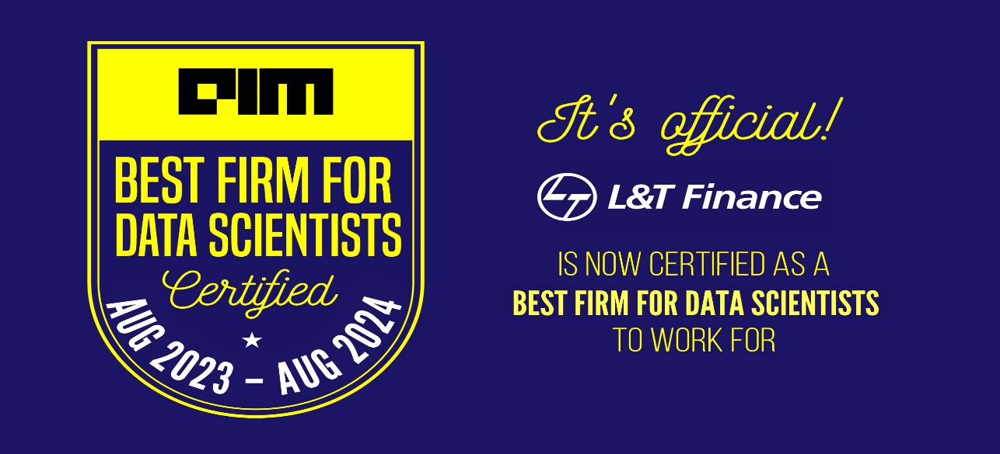 AIM
BEST FIRM FOR
DATA SCIENTISTS
Certified
AUG 2023 – AUG 2024
It's official!
LT L&T Finance
IS NOW CERTIFIED AS A
BEST FIRM FOR DATA SCIENTISTS
TO WORK FOR